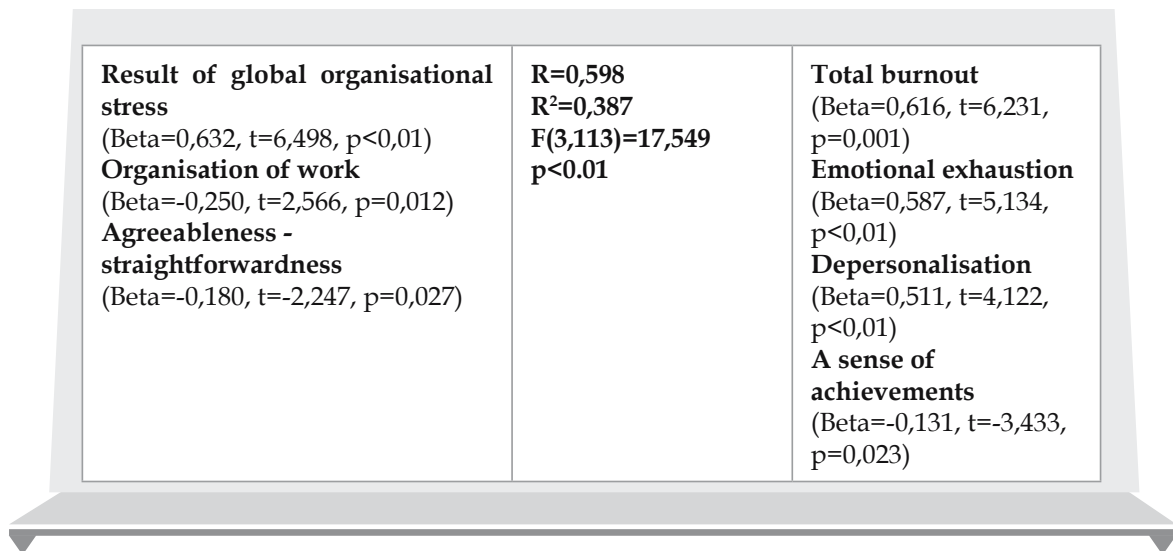 Result of global organisational
stress
(Beta=0,632, t=6,498, p<0,01)
Organisation of work
(Beta=-0,250, t=2,566, p=0,012)
Agreeableness -
straightforwardness
(Beta=-0,180, t=-2,247, p=0,027)
R=0,598
R²=0,387
F(3,113)=17,549
p<0.01
Total burnout
(Beta=0,616, t=6,231,
p=0,001)
Emotional exhaustion
(Beta=0,587, t=5,134,
p<0,01)
Depersonalisation
(Beta=0,511, t=4,122,
p<0,01)
A sense of
achievements
(Beta=-0,131, t=-3,433,
p=0,023)